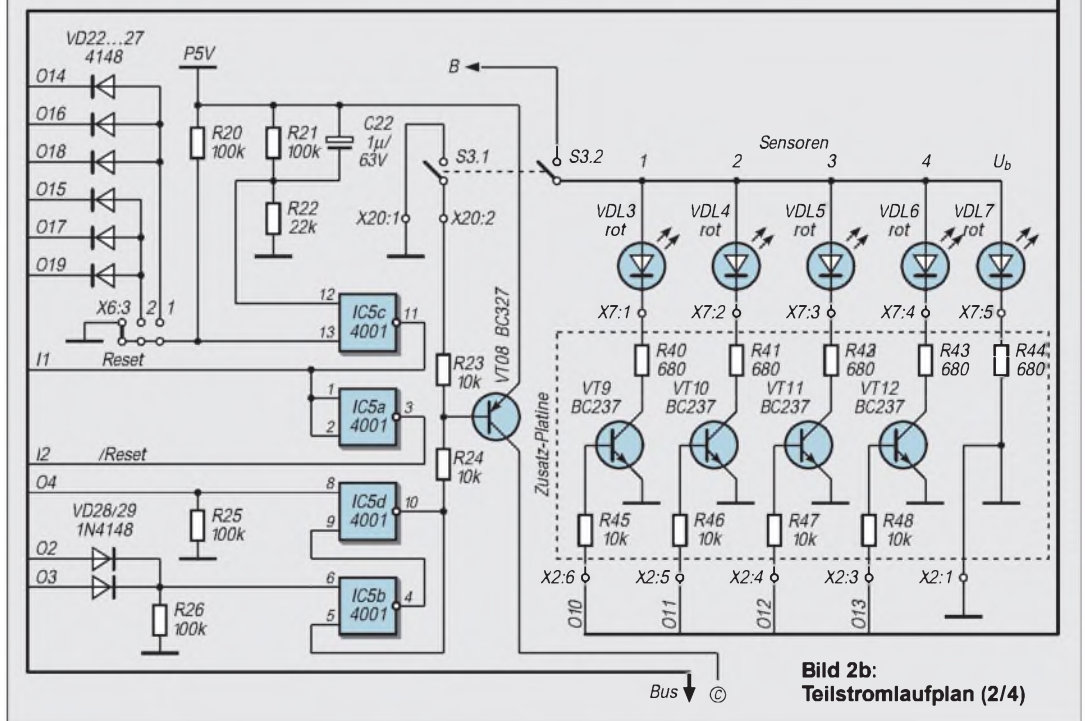 VD22...27
4148
O14
O16
O18
O15
O17
O19
X6:3 2 1
P5V
R20
100k
R21
100k
C22
1µ/
63V
R22
22k
B
S3.1
S3.2
X20:1
X20:2
Sensoren
1 2 3 4 Ub
VDL3
rot
VDL4
rot
VDL5
rot
VDL6
rot
VDL7
rot
X7:1
X7:2
X7:3
X7:4
X7:5
12
13
IC5c
4001
11
I1 Reset
1
2
IC5a
4001
3
I2 /Reset
O4
8
9
IC5d
4001
10
R25
100k
VD28/29
1N4148
O2
O3
6
5
IC5b
4001
4
R26
100k
R23
10k
R24
10k
VT08 BC327
Zusatz-Platine
R40
680
R41
680
R42
680
R43
680
R44
680
VT9
BC237
VT10
BC237
VT11
BC237
VT12
BC237
R45
10k
R46
10k
R47
10k
R48
10k
X2:6
X2:5
X2:4
X2:3
X2:1
O10
O11
O12
O13
Bus
©
Bild 2b:
Teilstromlaufplan (2/4)